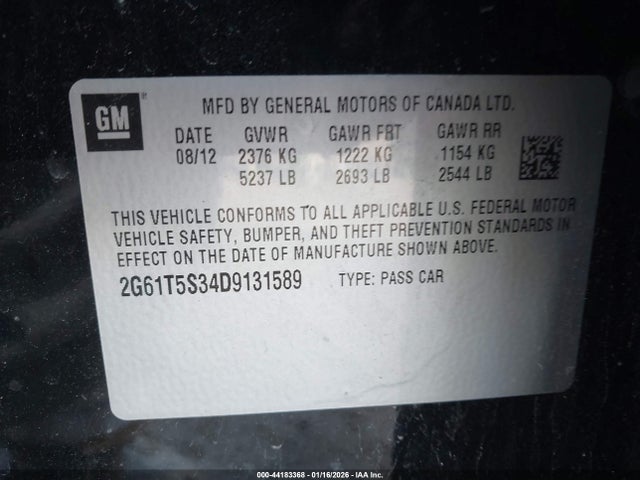 GM
MFD BY GENERAL MOTORS OF CANADA LTD.
DATE GVWR GAWR FRT GAWR RR
08/12 2376 KG 1222 KG 1154 KG
5237 LB 2693 LB 2544 LB
THIS VEHICLE CONFORMS TO ALL APPLICABLE U.S. FEDERAL MOTOR
VEHICLE SAFETY, BUMPER, AND THEFT PREVENTION STANDARDS IN
EFFECT ON THE DATE OF MANUFACTURE SHOWN ABOVE.
2G61T5S34D9131589 TYPE: PASS CAR
000-44183368 - 01/16/2026 - IAA Inc.